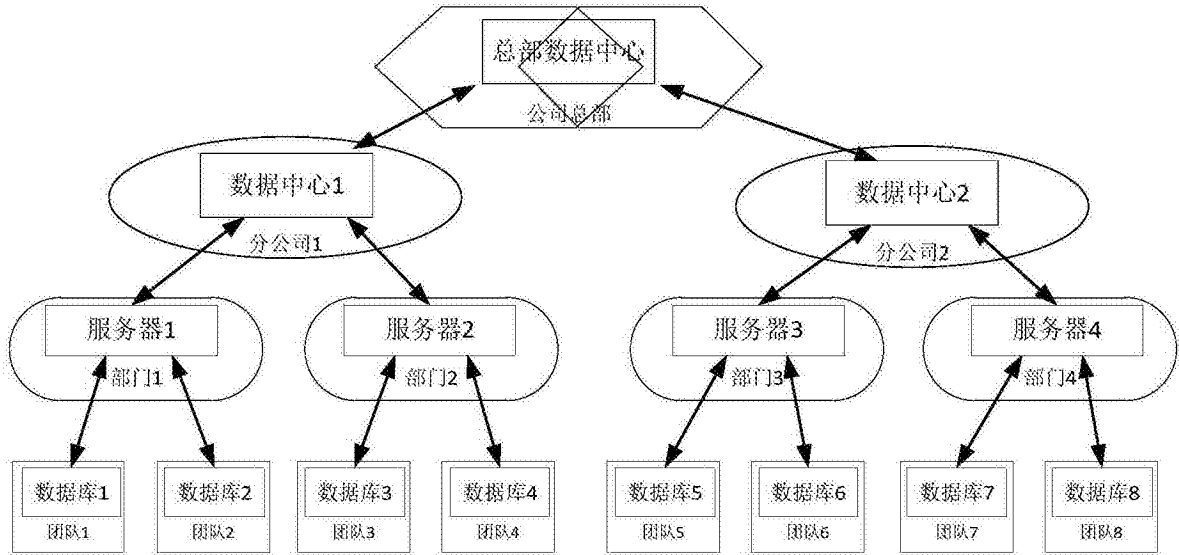 总部数据中心
公司总部
数据中心1
分公司1
数据中心2
分公司2
服务器1
部门1
服务器2
部门2
服务器3
部门3
服务器4
部门4
数据库1
团队1
数据库2
团队2
数据库3
团队3
数据库4
团队4
数据库5
团队5
数据库6
团队6
数据库7
团队7
数据库8
团队8